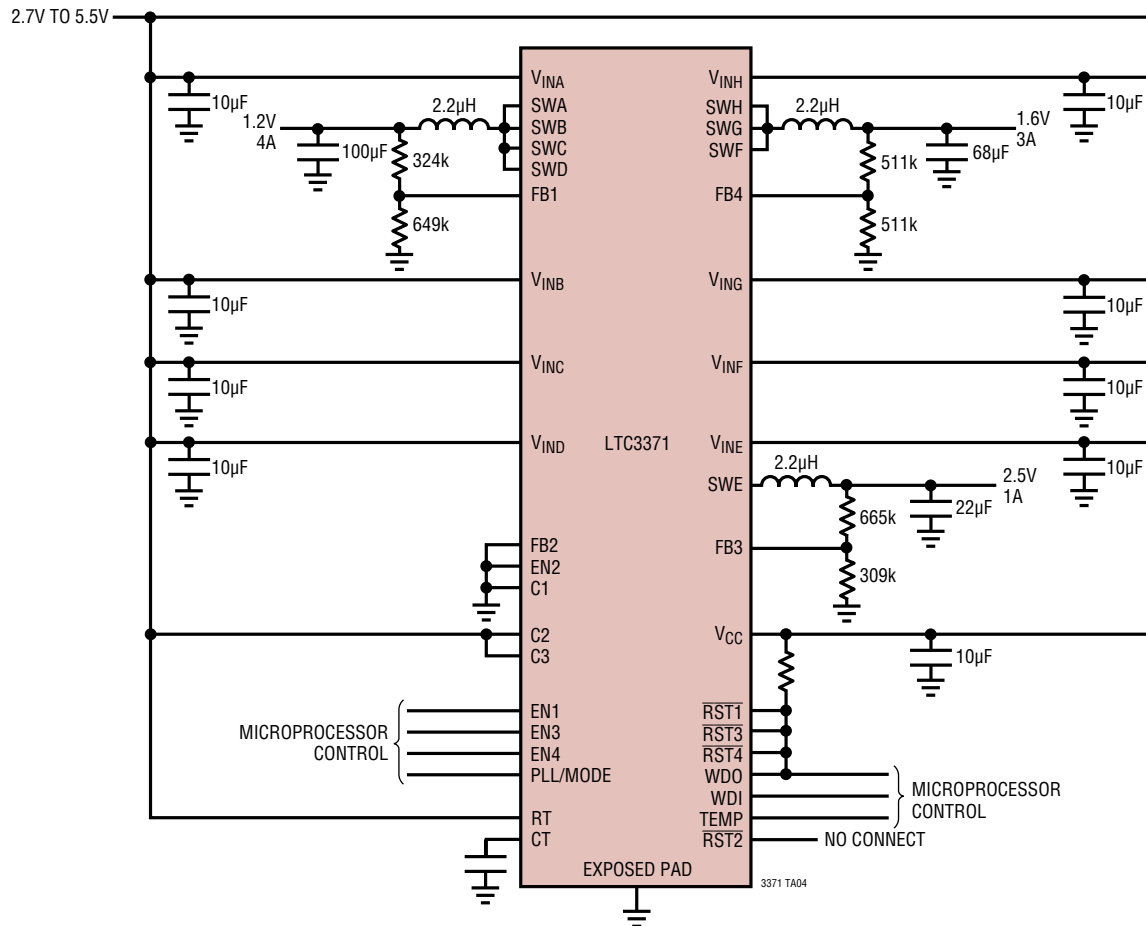 2.7V TO 5.5V
VINA
VINH
10µF
SWA
SWH
10µF
2.2µH
2.2µH
1.2V
4A
SWB
SWG
1.6V
3A
SWC
SWF
100µF
324k
SWD
511k
68µF
FB1
FB4
649k
511k
VINB
VING
10µF
10µF
VINC
VINF
10µF
10µF
VIND
LTC3371
VINE
10µF
2.2µH
10µF
SWE
2.5V
1A
665k
22µF
FB2
FB3
EN2
309k
C1
C2
VCC
C3
10µF
EN1
RST1
MICROPROCESSOR
CONTROL
EN3
RST3
EN4
RST4
PLL/MODE
WDO
WDI
MICROPROCESSOR
CONTROL
RT
TEMP
CT
RST2
NO CONNECT
EXPOSED PAD
3371 TA04